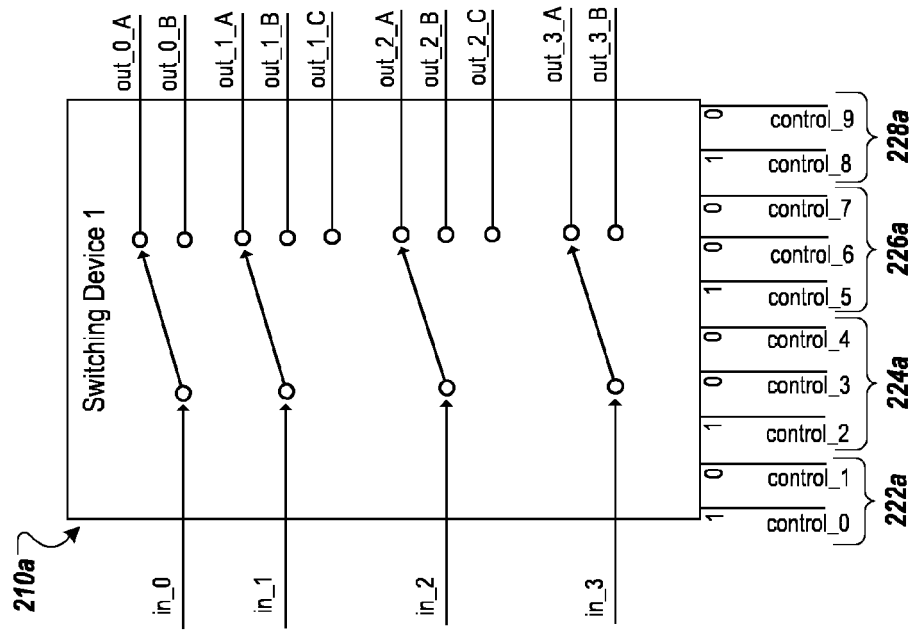 210a
Switching Device 1
in_0
in_1
in_2
in_3
out_0_A
out_0_B
out_1_A
out_1_B
out_1_C
out_2_A
out_2_B
out_2_C
out_3_A
out_3_B
1 control_0
0 control_1
1 control_2
0 control_3
0 control_4
1 control_5
0 control_6
0 control_7
1 control_8
0 control_9
222a
224a
226a
228a